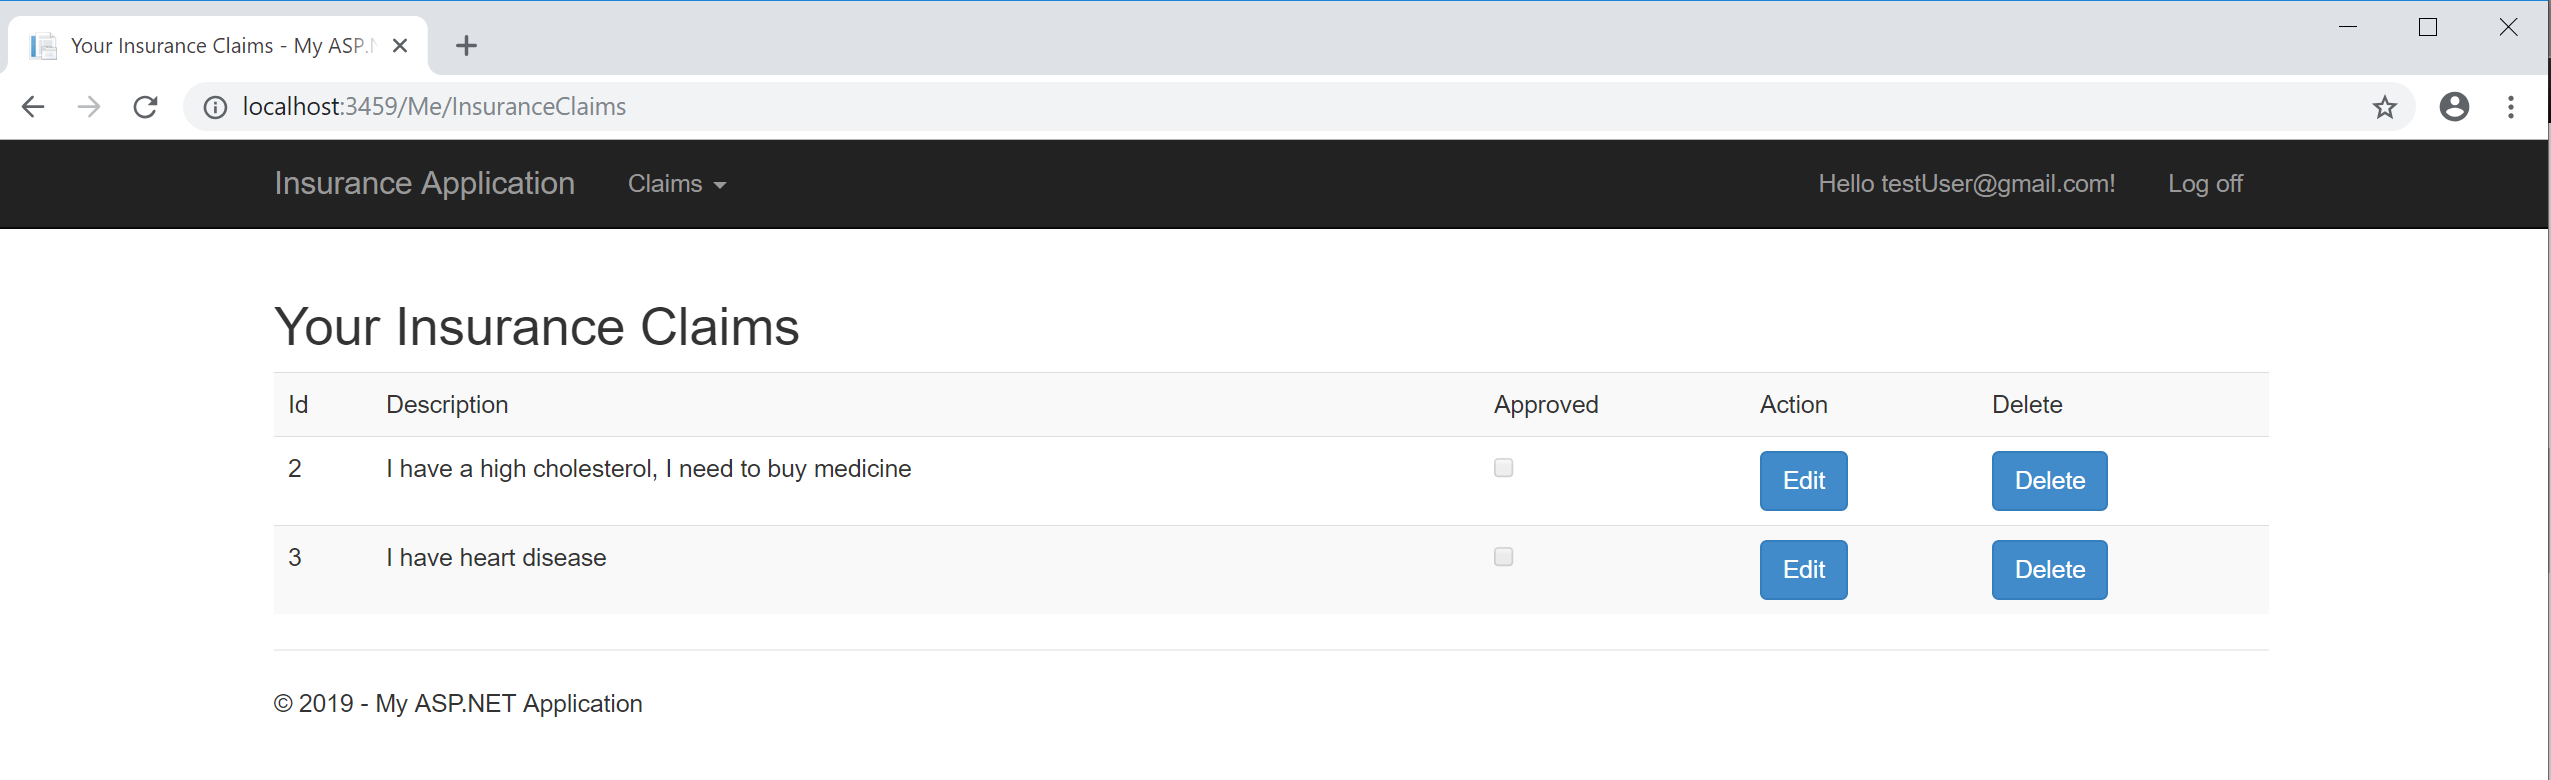 Your Insurance Claims - My ASP.N
localhost:3459/Me/InsuranceClaims
Insurance Application Claims Hello testUser@gmail.com! Log off
Your Insurance Claims
Id Description Approved Action Delete
2 I have a high cholesterol, I need to buy medicine Edit Delete
3 I have heart disease Edit Delete
© 2019 - My ASP.NET Application